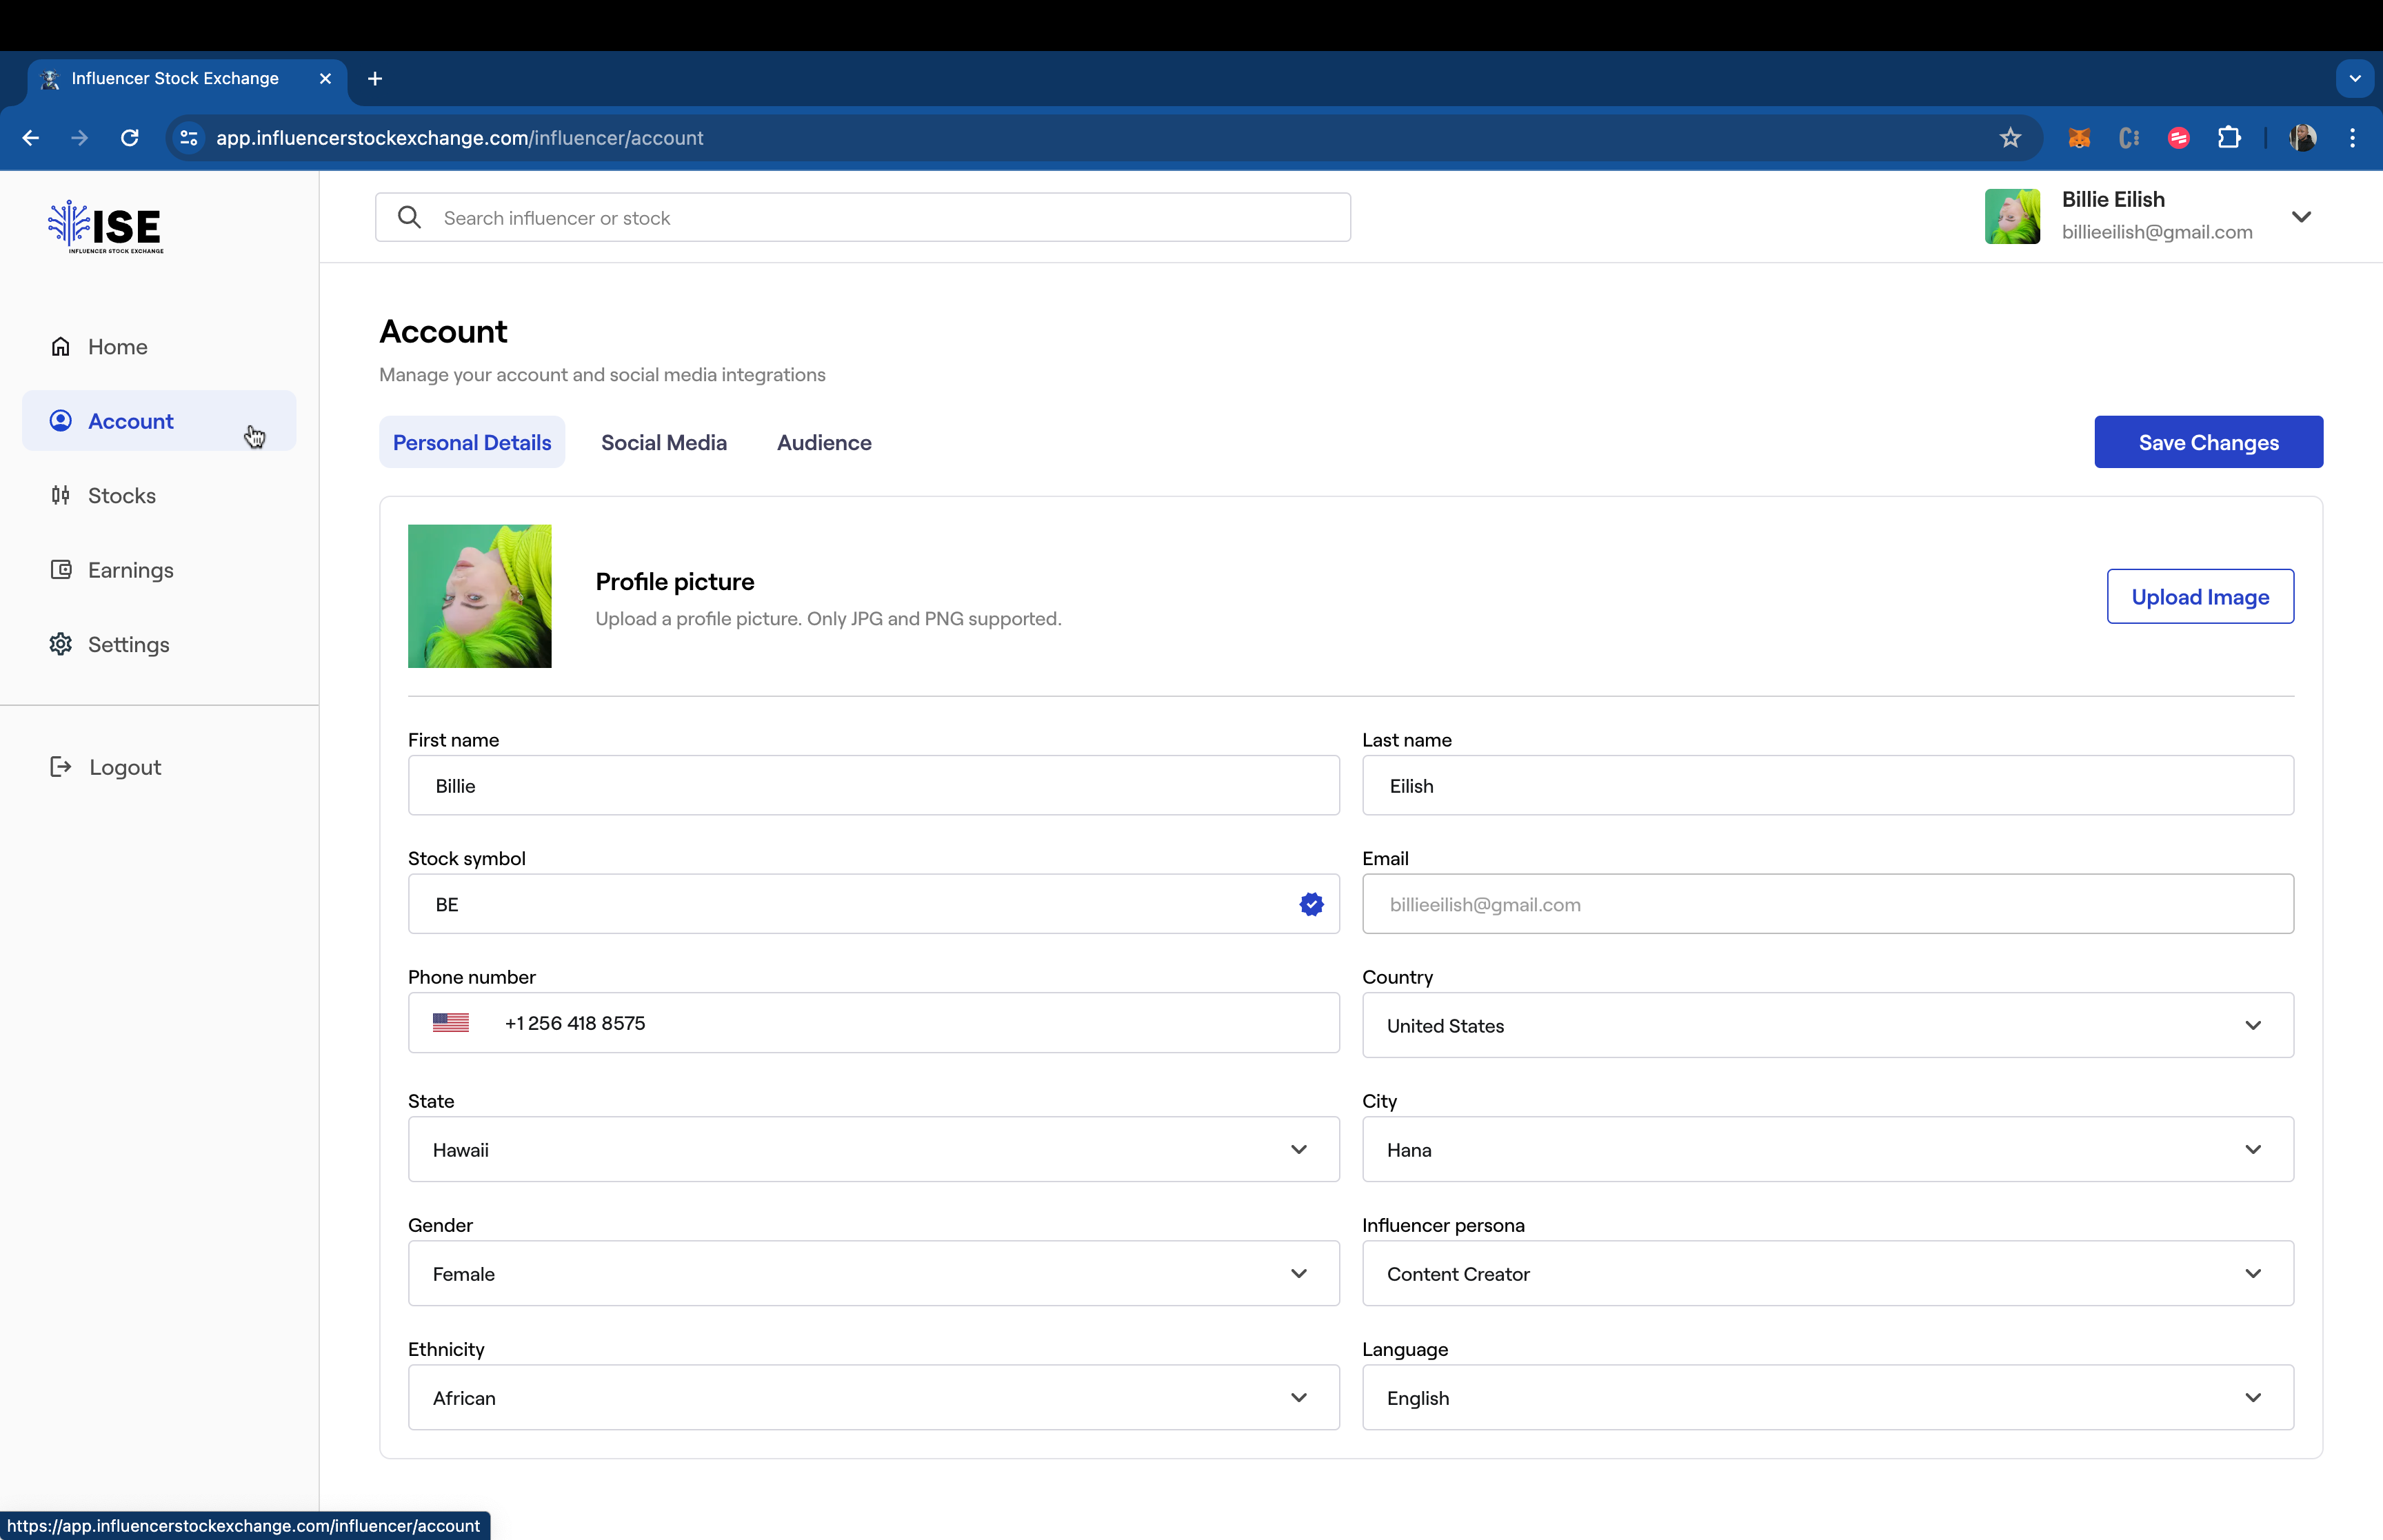 Influencer Stock Exchange
app.influencerstockexchange.com/influencer/account
ISE
INFLUENCER STOCK EXCHANGE
Search influencer or stock
Billie Eilish
billieeilish@gmail.com
Home
Account
Stocks
Earnings
Settings
Logout
Account
Manage your account and social media integrations
Personal Details
Social Media
Audience
Save Changes
Profile picture
Upload a profile picture. Only JPG and PNG supported.
Upload Image
First name
Billie
Last name
Eilish
Stock symbol
BE
Email
billieeilish@gmail.com
Phone number
+1 256 418 8575
Country
United States
State
Hawaii
City
Hana
Gender
Female
Influencer persona
Content Creator
Ethnicity
African
Language
English
https://app.influencerstockexchange.com/influencer/account